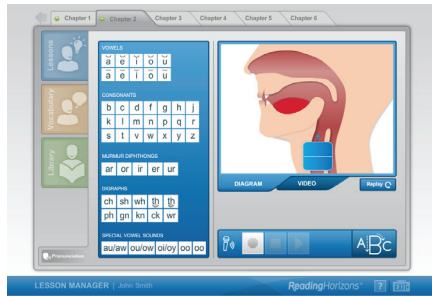 Chapter 1
Chapter 2
Chapter 3
Chapter 4
Chapter 5
Chapter 6
Lessons
Vocabulary
Library
Pronunciation
VOWELS
ă ĕ ĭ ŏ ŭ
ā ē ī ō ū
CONSONANTS
b c d f g h j
k l m n p q r
s t v w x y z
MURMUR DIPHTHONGS
ar or ir er ur
DIGRAPHS
ch sh wh th th
ph gn kn ck wr
SPECIAL VOWEL SOUNDS
au/aw ou/ow oi/oy oo oo
DIAGRAM
VIDEO
Replay
ABc
LESSON MANAGER | John Smith
ReadingHorizons
?